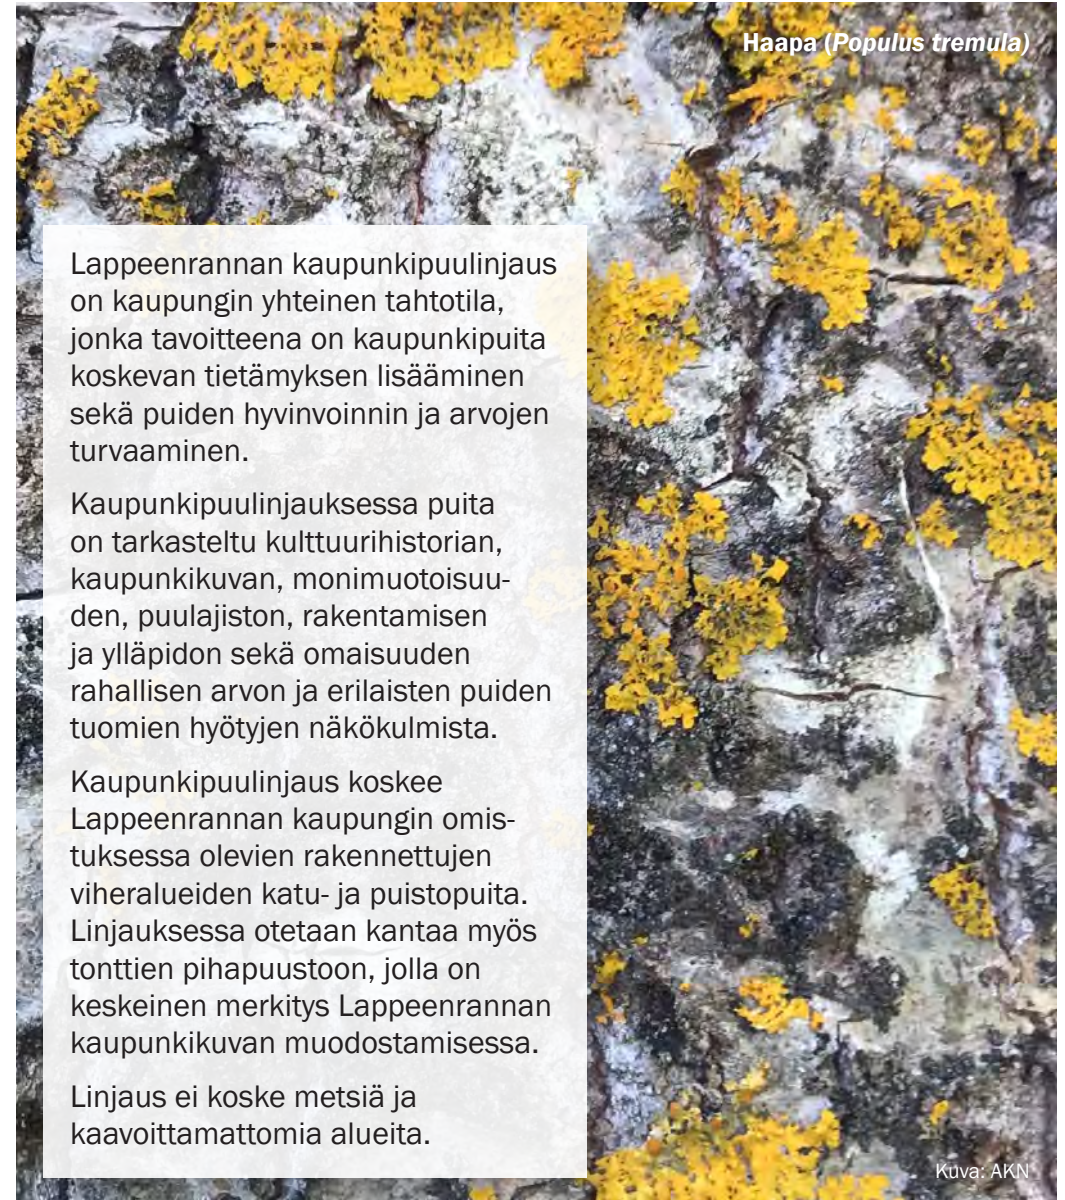 Haapa (Populus tremula)
Lappeenrannan kaupunkipuulinjaus
on kaupungin yhteinen tahtotila,
jonka tavoitteena on kaupunkipuita
koskevan tietämyksen lisääminen
sekä puiden hyvinvoinnin ja arvojen
turvaaminen.
Kaupunkipuulinjauksessa puita
on tarkasteltu kulttuurihistorian,
kaupunkikuvan, monimuotoisuu-
den, puulajiston, rakentamisen
ja ylläpidon sekä omaisuuden
rahallisen arvon ja erilaisten puiden
tuomien hyötyjen näkökulmista.
Kaupunkipuulinjaus koskee
Lappeenrannan kaupungin omis-
tuksessa olevien rakennettujen
viheralueiden katu- ja puistopuita.
Linjauksessa otetaan kantaa myös
tonttien pihapuustoon, jolla on
keskeinen merkitys Lappeenrannan
kaupunkikuvan muodostamisessa.
Linjaus ei koske metsiä ja
kaavoittamattomia alueita.
Kuva: AKN